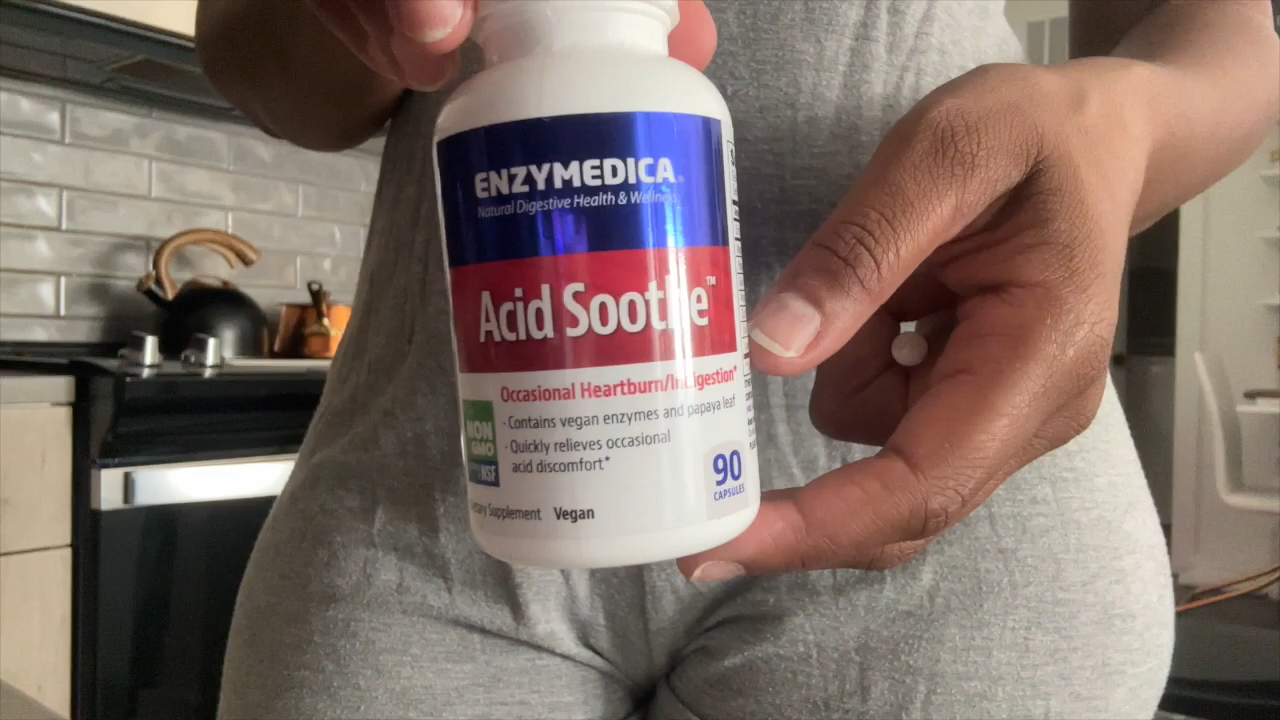 ENZYMEDICA
Natural Digestive Health & Wellness
Acid Soothe™
Occasional Heartburn/Indigestion*
· Contains vegan enzymes and papaya leaf
· Quickly relieves occasional
acid discomfort*
NON
GMO
NSF
90
CAPSULES
Supplement Vegan